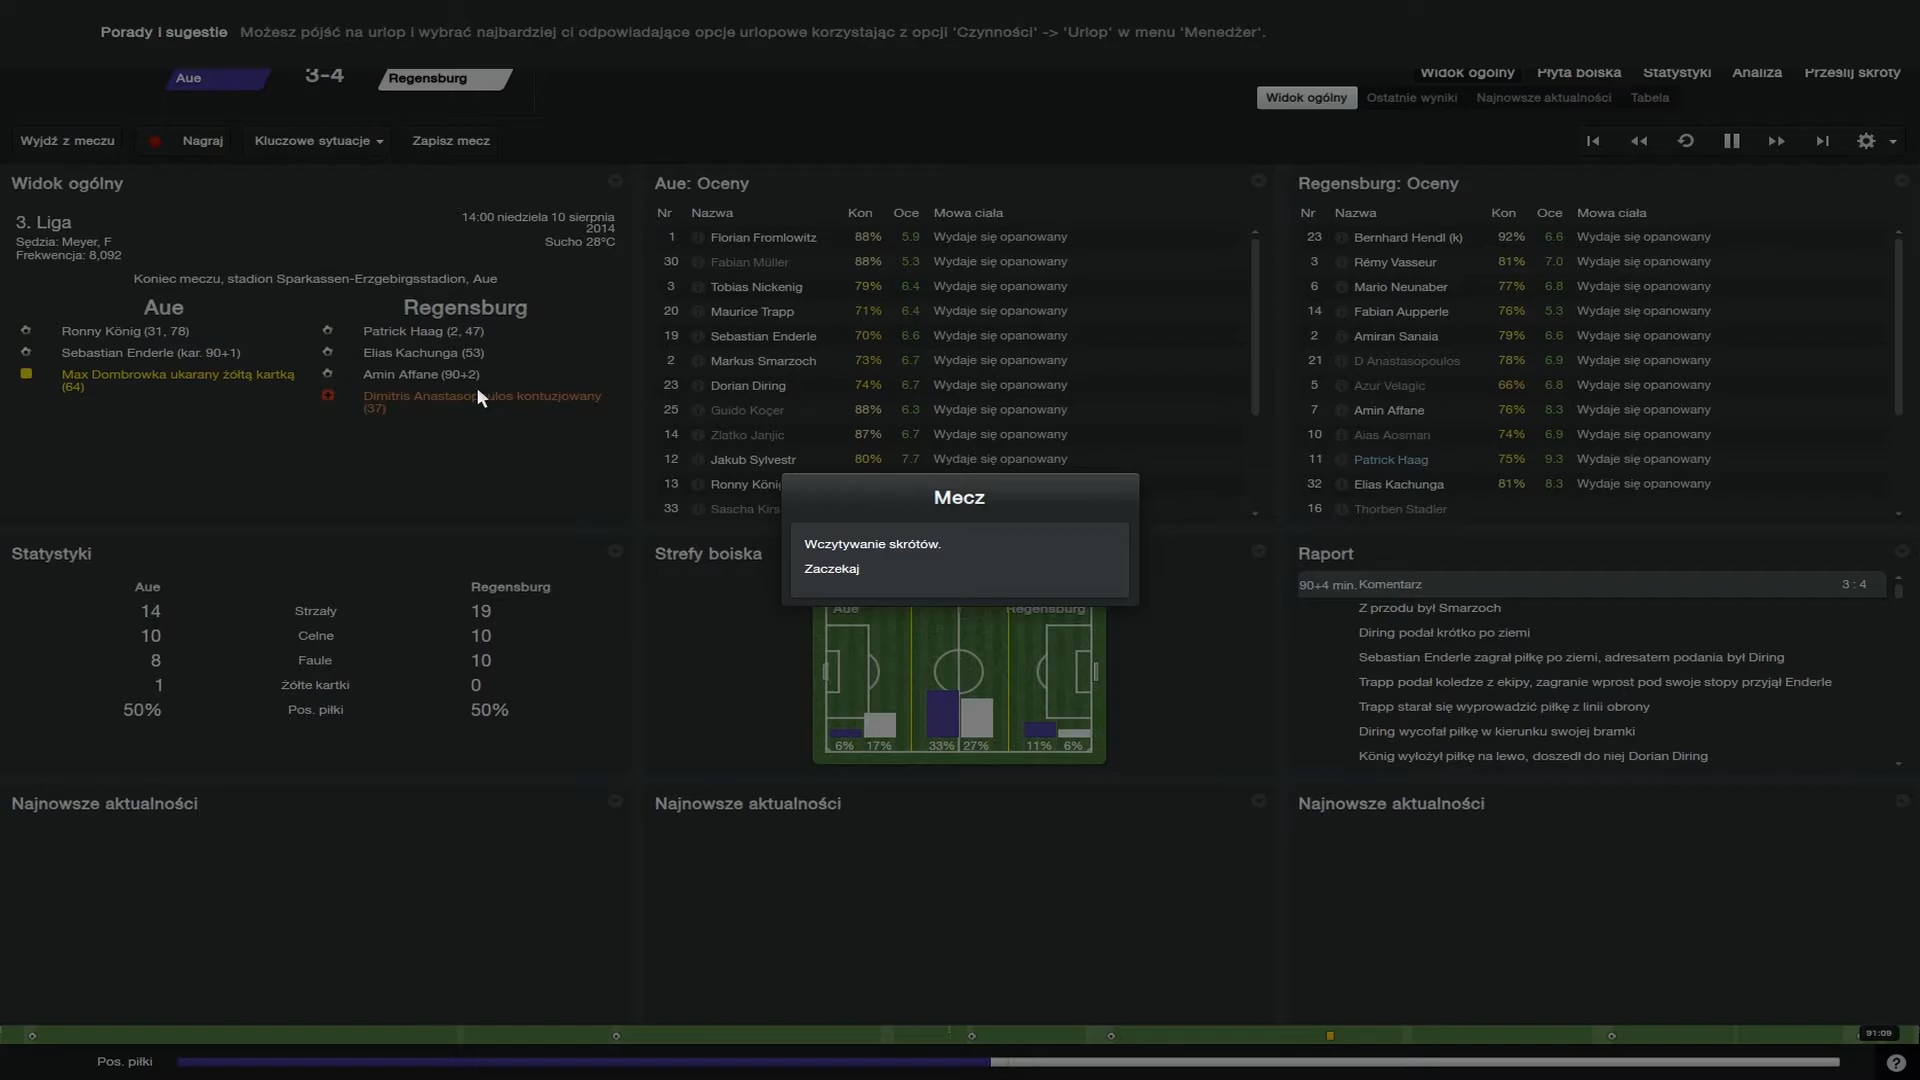 Porady i sugestie Możesz pójść na urlop i wybrać najbardziej ci odpowiadające opcje urlopowe korzystając z opcji 'Czynności' -> 'Urlop' w menu 'Menedżer'.
Aue 3-4 Regensburg
Widok ogólny Płyta boiska Statystyki Analiza Prześlij skróty
Widok ogólny Ostatnie wyniki Najnowsze aktualności Tabela
Wyjdź z meczu Nagraj Kluczowe sytuacje Zapisz mecz
Widok ogólny
3. Liga 14:00 niedziela 10 sierpnia
2014
Sędzia: Meyer, F Sucho 28°C
Frekwencja: 8,092
Koniec meczu, stadion Sparkassen-Erzgebirgsstadion, Aue
Aue Regensburg
Ronny König (31, 78) Patrick Haag (2, 47)
Sebastian Enderle (kar. 90+1) Elias Kachunga (53)
Max Dombrowka ukarany żółtą kartką Amin Affane (90+2)
(64) Dimitris Anastasopoulos kontuzjowany
(37)
Aue: Oceny
Nr Nazwa Kon Oce Mowa ciała
1 Florian Fromlowitz 88% 5.9 Wydaje się opanowany
30 Fabian Müller 88% 5.3 Wydaje się opanowany
3 Tobias Nickenig 79% 6.4 Wydaje się opanowany
20 Maurice Trapp 71% 6.4 Wydaje się opanowany
19 Sebastian Enderle 70% 6.6 Wydaje się opanowany
2 Markus Smarzoch 73% 6.7 Wydaje się opanowany
23 Dorian Diring 74% 6.7 Wydaje się opanowany
25 Guido Koçer 88% 6.3 Wydaje się opanowany
14 Zlatko Janjic 87% 6.7 Wydaje się opanowany
12 Jakub Sylvestr 80% 7.7 Wydaje się opanowany
13 Ronny König
33 Sascha Kirs
Regensburg: Oceny
Nr Nazwa Kon Oce Mowa ciała
23 Bernhard Hendl (k) 92% 6.6 Wydaje się opanowany
3 Rémy Vasseur 81% 7.0 Wydaje się opanowany
6 Mario Neunaber 77% 6.8 Wydaje się opanowany
14 Fabian Aupperle 76% 5.3 Wydaje się opanowany
2 Amiran Sanaia 79% 6.6 Wydaje się opanowany
21 D Anastasopoulos 78% 6.9 Wydaje się opanowany
5 Azur Velagic 66% 6.8 Wydaje się opanowany
7 Amin Affane 76% 8.3 Wydaje się opanowany
10 Aias Aosman 74% 6.9 Wydaje się opanowany
11 Patrick Haag 75% 9.3 Wydaje się opanowany
32 Elias Kachunga 81% 8.3 Wydaje się opanowany
16 Thorben Stadler
Mecz
Wczytywanie skrótów.
Zaczekaj
Statystyki
Aue Regensburg
14 Strzały 19
10 Celne 10
8 Faule 10
1 Żółte kartki 0
50% Pos. piłki 50%
Strefy boiska
Aue Regensburg
6% 17% 33% 27% 11% 6%
Raport
90+4 min. Komentarz 3 : 4
Z przodu był Smarzoch
Diring podał krótko po ziemi
Sebastian Enderle zagrał piłkę po ziemi, adresatem podania był Diring
Trapp podał koledze z ekipy, zagranie wprost pod swoje stopy przyjął Enderle
Trapp starał się wyprowadzić piłkę z linii obrony
Diring wycofał piłkę w kierunku swojej bramki
König wyłożył piłkę na lewo, doszedł do niej Dorian Diring
Najnowsze aktualności Najnowsze aktualności Najnowsze aktualności
91:09
Pos. piłki ?